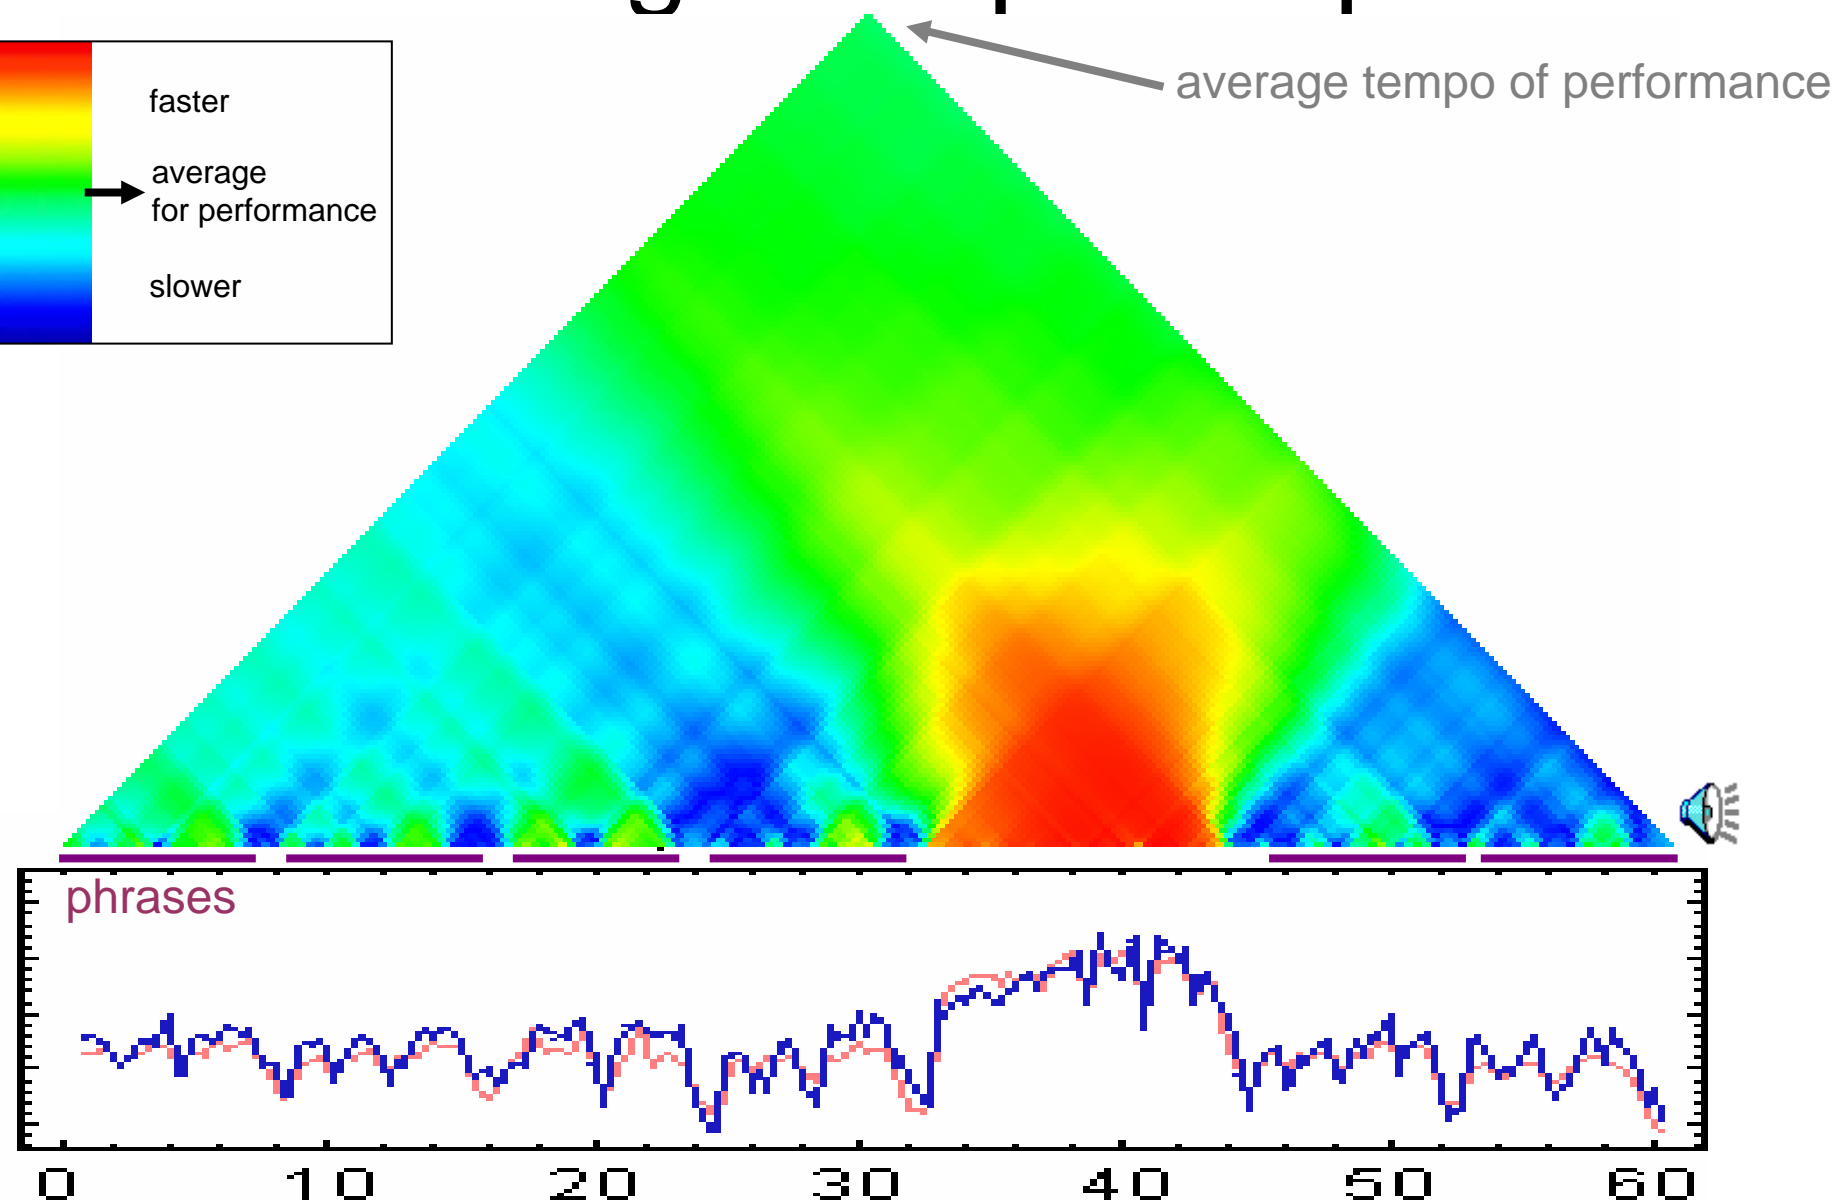 faster
average
for performance
slower
average tempo of performance
phrases
0 10 20 30 40 50 60